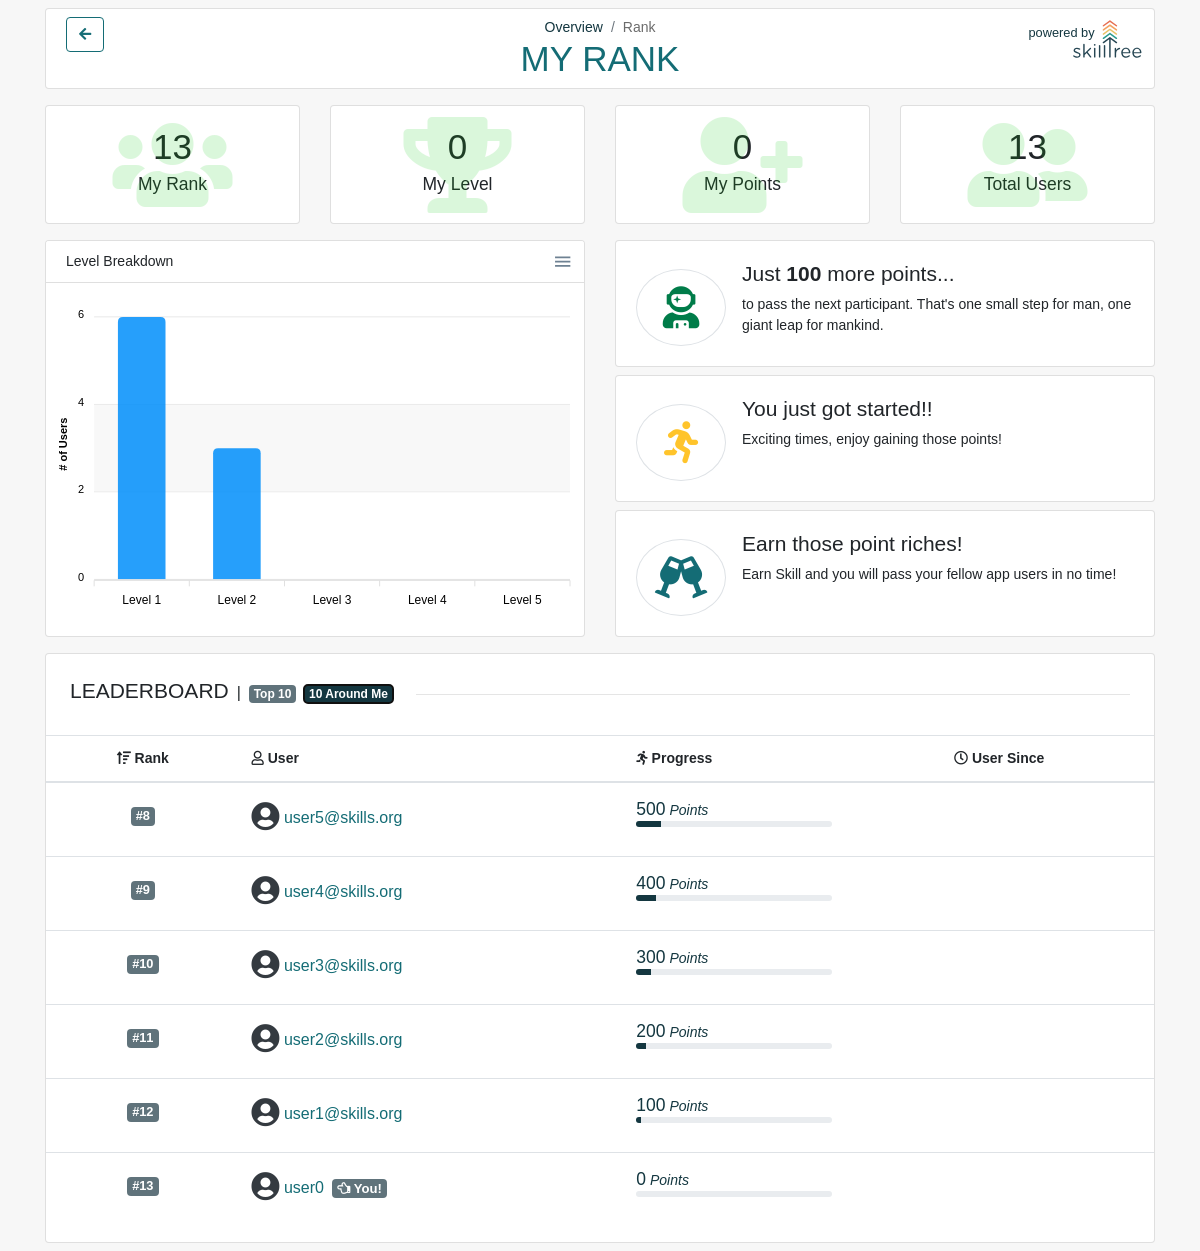 Overview / Rank
MY RANK
powered by
skilltree
13
My Rank
0
My Level
0
My Points
13
Total Users
Level Breakdown
6
4
2
0
# of Users
Level 1 Level 2 Level 3 Level 4 Level 5
Just 100 more points...
to pass the next participant. That's one small step for man, one
giant leap for mankind.
You just got started!!
Exciting times, enjoy gaining those points!
Earn those point riches!
Earn Skill and you will pass your fellow app users in no time!
LEADERBOARD | Top 10 10 Around Me
Rank User Progress User Since
#8 user5@skills.org 500 Points
#9 user4@skills.org 400 Points
#10 user3@skills.org 300 Points
#11 user2@skills.org 200 Points
#12 user1@skills.org 100 Points
#13 user0 You! 0 Points